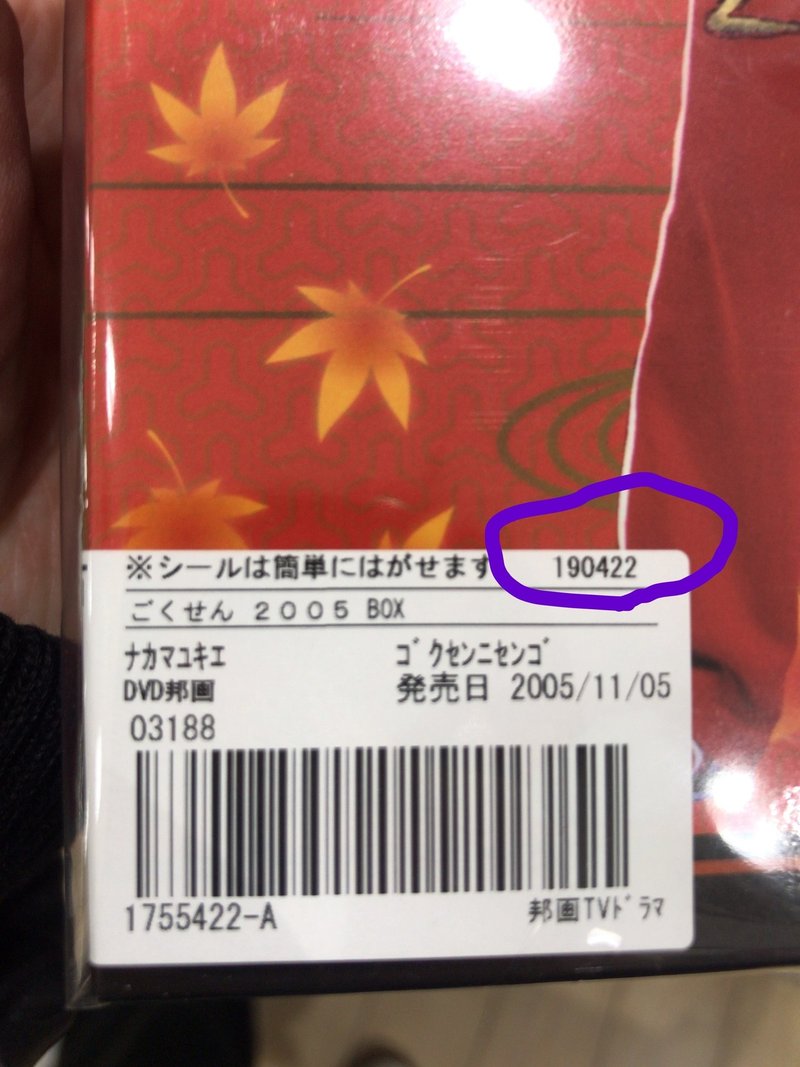 ※シールは簡単にはがせます 190422
ごくせん 2005 BOX
ナカマユキエ ゴクセンニセンゴ
DVD邦画 発売日 2005/11/05
03188
1755422-A 邦画TVドラマ